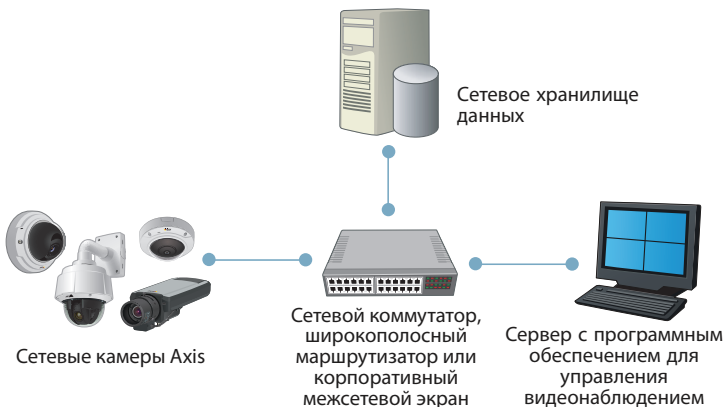 Сетевое хранилище
данных
Сетевые камеры Axis
Сетевой коммутатор,
широкополосный
маршрутизатор или
корпоративный
межсетевой экран
Сервер с программным
обеспечением для
управления
видеонаблюдением